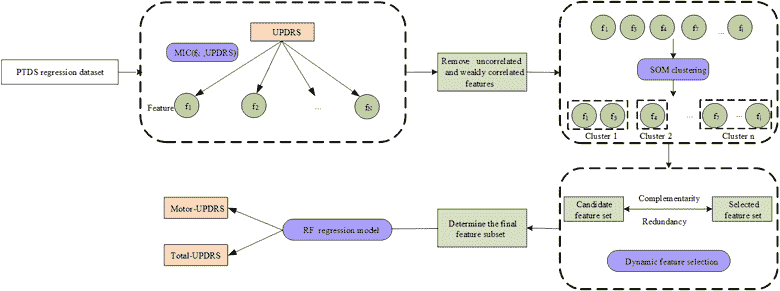 PTDS regression dataset
UPDRS
MIC(fᵢ ,UPDRS)
Feature
f₁
f₂
...
f_N
Remove uncorrelated
and weakly correlated
features
f₁ f₃ f₄ f₇ ... fᵢ
SOM clustering
f₁ f₃ f₄ ... f₇ ... fⱼ
Cluster 1 Cluster 2 Cluster n
Candidate
feature set
Complementarity
Redundancy
Selected
feature set
Dynamic feature selection
Determine the final
feature subset
RF regression model
Motor-UPDRS
Total-UPDRS